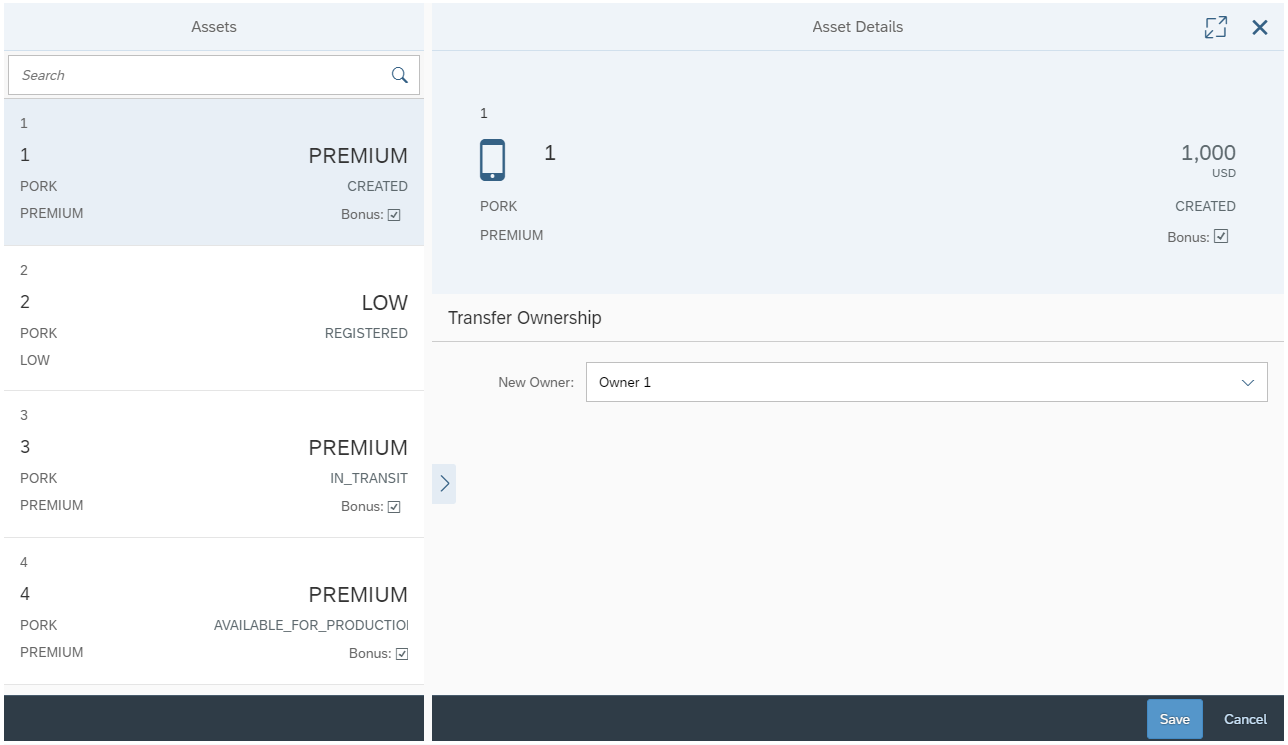 Assets
Search
1
1 PREMIUM
PORK CREATED
PREMIUM Bonus:
2
2 LOW
PORK REGISTERED
LOW
3
3 PREMIUM
PORK IN_TRANSIT
PREMIUM Bonus:
4
4 PREMIUM
PORK AVAILABLE_FOR_PRODUCTIO
PREMIUM Bonus:
Asset Details
1
1 1,000
USD
PORK CREATED
PREMIUM Bonus:
Transfer Ownership
New Owner: Owner 1
Save Cancel